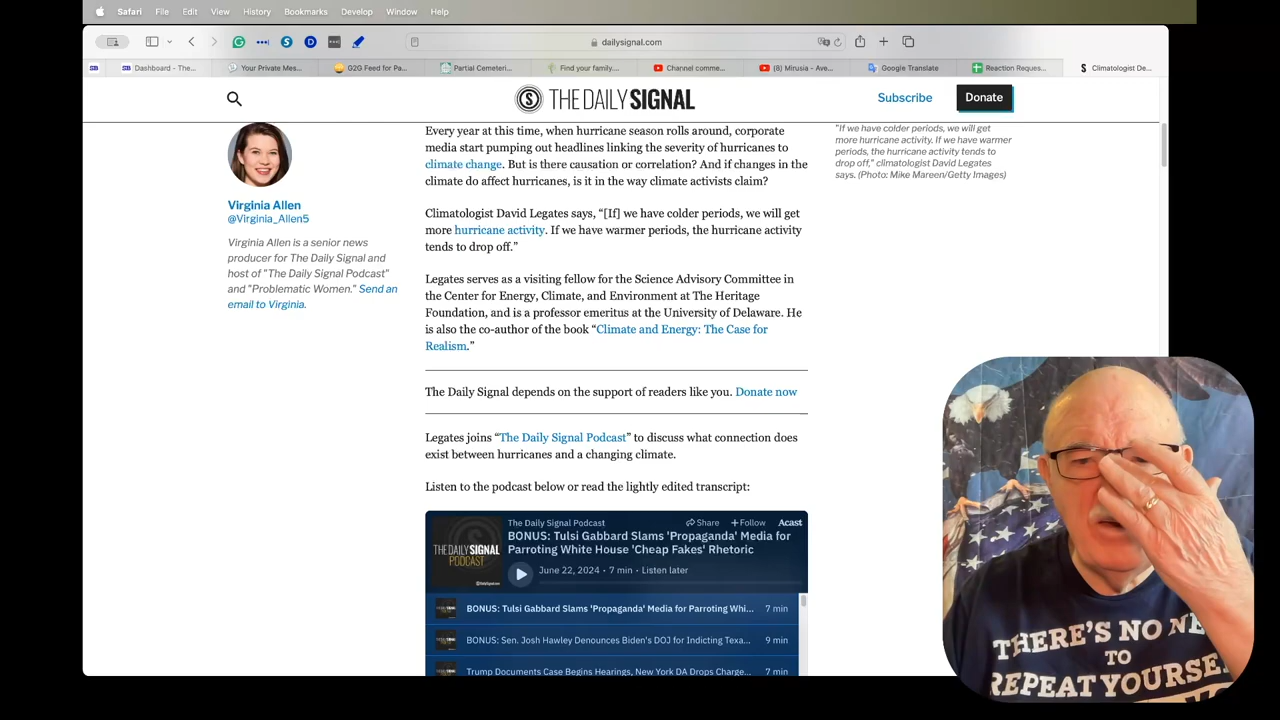 Safari File Edit View History Bookmarks Develop Window Help
dailysignal.com
SB SB Dashboard - The... Your Private Mes... G2G Feed for Pa... Partial Cemeteri... Find your family.... Channel comme... (8) Mirusia - Ave... Google Translate Reaction Reques... S Climatologist De...
THE DAILY SIGNAL
Subscribe
Donate
Virginia Allen
@Virginia_Allen5
Virginia Allen is a senior news
producer for The Daily Signal and
host of "The Daily Signal Podcast"
and "Problematic Women." Send an
email to Virginia.
Every year at this time, when hurricane season rolls around, corporate
media start pumping out headlines linking the severity of hurricanes to
climate change. But is there causation or correlation? And if changes in the
climate do affect hurricanes, is it in the way climate activists claim?
Climatologist David Legates says, “[If] we have colder periods, we will get
more hurricane activity. If we have warmer periods, the hurricane activity
tends to drop off.”
Legates serves as a visiting fellow for the Science Advisory Committee in
the Center for Energy, Climate, and Environment at The Heritage
Foundation, and is a professor emeritus at the University of Delaware. He
is also the co-author of the book “Climate and Energy: The Case for
Realism.”
The Daily Signal depends on the support of readers like you. Donate now
Legates joins “The Daily Signal Podcast” to discuss what connection does
exist between hurricanes and a changing climate.
Listen to the podcast below or read the lightly edited transcript:
THE DAILY SIGNAL
PODCAST
The Daily Signal Podcast
Share +Follow Acast
BONUS: Tulsi Gabbard Slams 'Propaganda' Media for
Parroting White House 'Cheap Fakes' Rhetoric
June 22, 2024 • 7 min • Listen later
BONUS: Tulsi Gabbard Slams 'Propaganda' Media for Parroting Whi... 7 min
BONUS: Sen. Josh Hawley Denounces Biden's DOJ for Indicting Texa... 9 min
Trump Documents Case Begins Hearings, New York DA Drops Charge... 7 min
"If we have colder periods, we will get
more hurricane activity. If we have warmer
periods, the hurricane activity tends to
drop off," climatologist David Legates
says. (Photo: Mike Mareen/Getty Images)
THERE'S NO NE
TO
REPEAT YOURSE